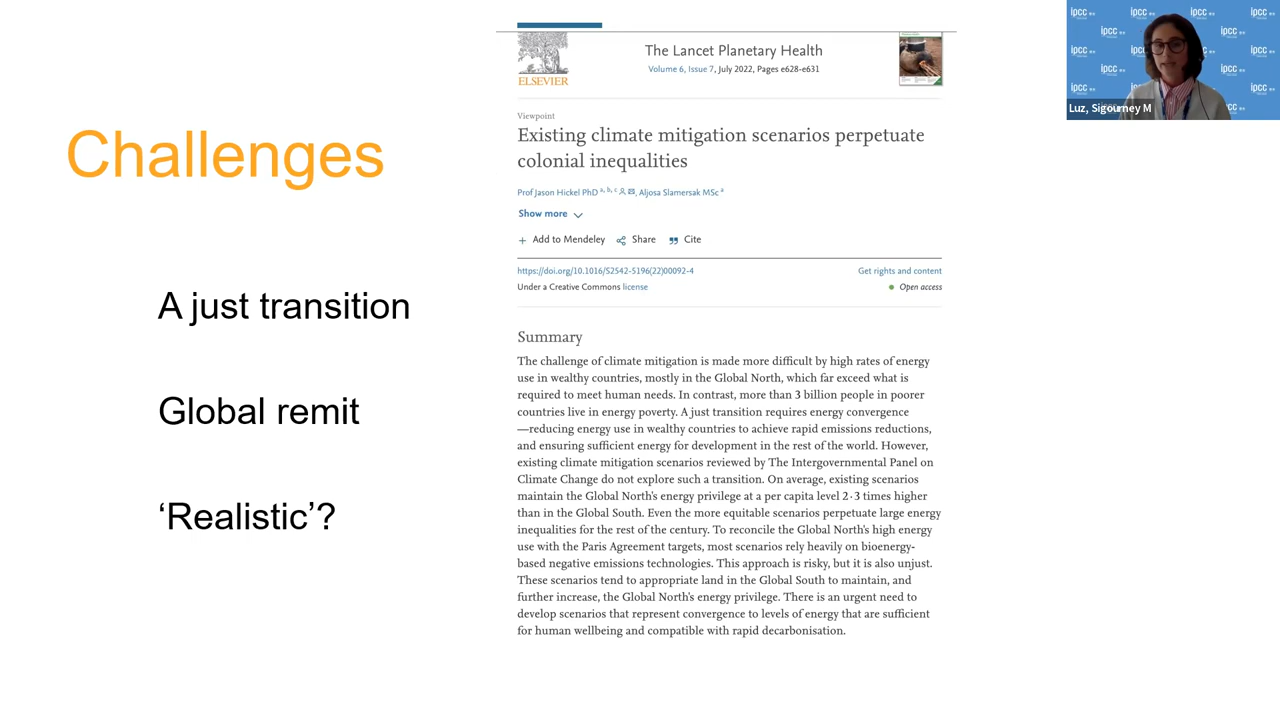 Challenges
A just transition
Global remit
‘Realistic’?
ELSEVIER
The Lancet Planetary Health
Volume 6, Issue 7, July 2022, Pages e628-e631
Viewpoint
Existing climate mitigation scenarios perpetuate
colonial inequalities
Prof Jason Hickel PhD a, b, c, Aljosa Slamersak MSc a
Show more
+ Add to Mendeley Share Cite
https://doi.org/10.1016/S2542-5196(22)00092-4 Get rights and content
Under a Creative Commons license Open access
Summary
The challenge of climate mitigation is made more difficult by high rates of energy
use in wealthy countries, mostly in the Global North, which far exceed what is
required to meet human needs. In contrast, more than 3 billion people in poorer
countries live in energy poverty. A just transition requires energy convergence
—reducing energy use in wealthy countries to achieve rapid emissions reductions,
and ensuring sufficient energy for development in the rest of the world. However,
existing climate mitigation scenarios reviewed by The Intergovernmental Panel on
Climate Change do not explore such a transition. On average, existing scenarios
maintain the Global North's energy privilege at a per capita level 2·3 times higher
than in the Global South. Even the more equitable scenarios perpetuate large energy
inequalities for the rest of the century. To reconcile the Global North's high energy
use with the Paris Agreement targets, most scenarios rely heavily on bioenergy-
based negative emissions technologies. This approach is risky, but it is also unjust.
These scenarios tend to appropriate land in the Global South to maintain, and
further increase, the Global North's energy privilege. There is an urgent need to
develop scenarios that represent convergence to levels of energy that are sufficient
for human wellbeing and compatible with rapid decarbonisation.
ipcc
Luz, Sigourney M